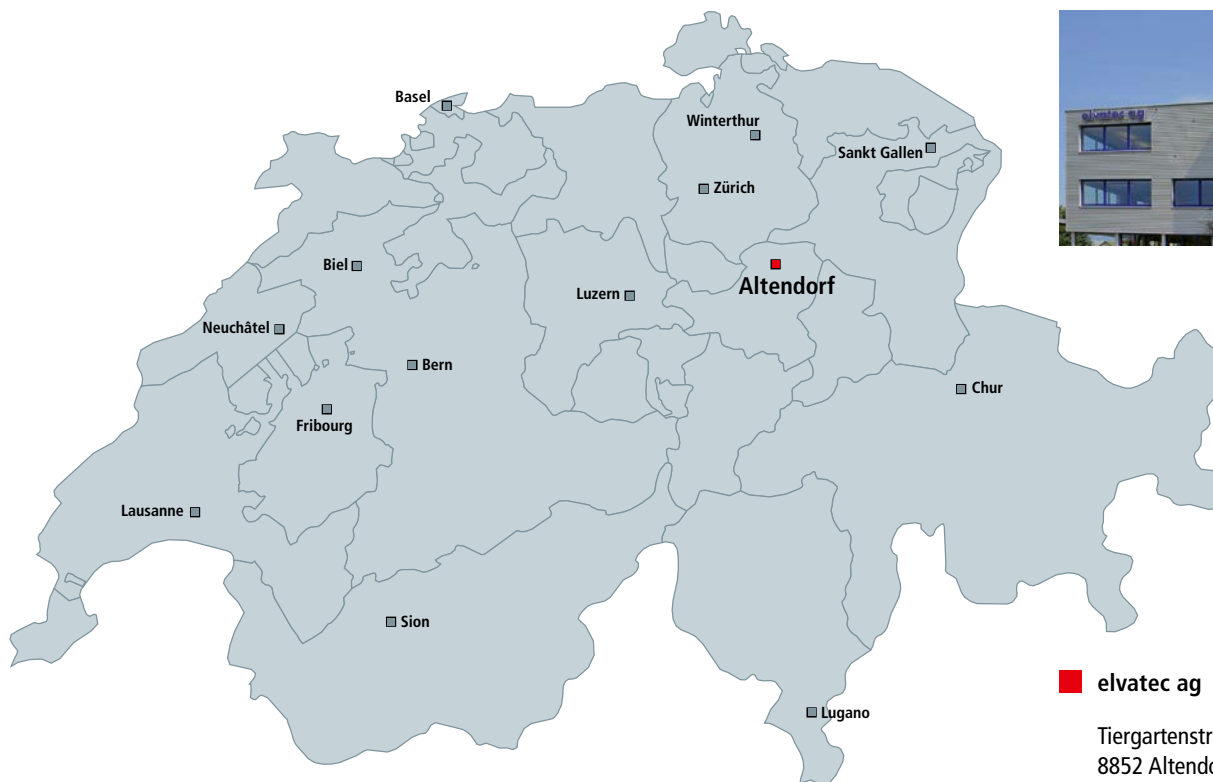 Basel
Winterthur
Sankt Gallen
Zürich
Biel
Luzern
Altendorf
Neuchâtel
Bern
Chur
Fribourg
Lausanne
Sion
Lugano
elvatec ag
elvatec ag
Tiergartenstr
8852 Altendo